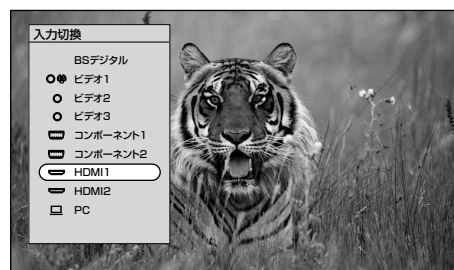 入力切換
BSデジタル
ビデオ1
ビデオ2
ビデオ3
コンポーネント1
コンポーネント2
HDMI1
HDMI2
PC